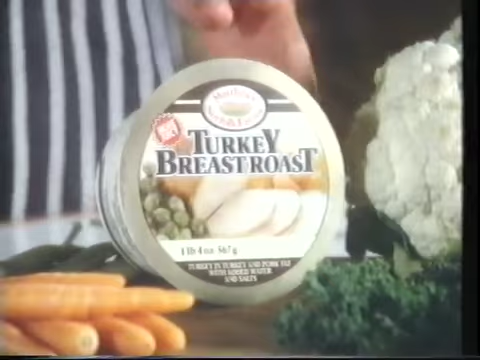 TURKEY
BREAST ROAST
1 lb 4 oz 567g
TURKEY IN TURKEY AND PORK FAT
WITH ADDED WATER
AND SALTS